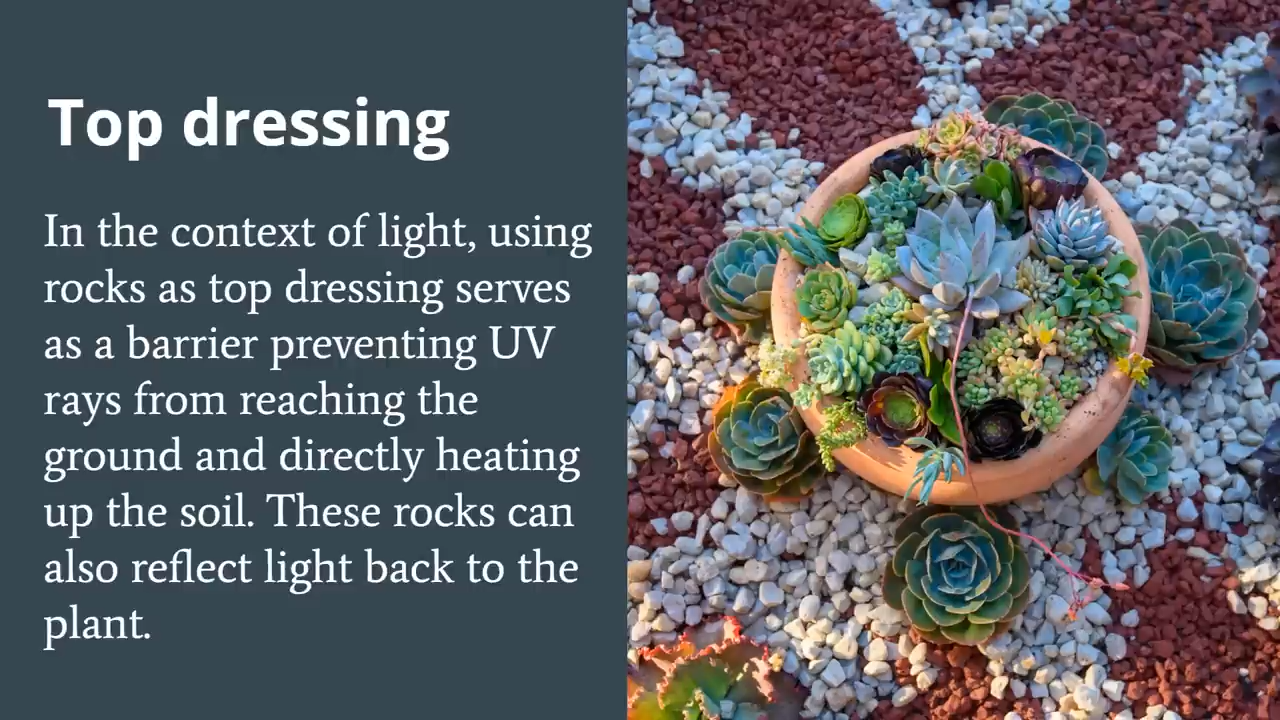 Top dressing
In the context of light, using
rocks as top dressing serves
as a barrier preventing UV
rays from reaching the
ground and directly heating
up the soil. These rocks can
also reflect light back to the
plant.